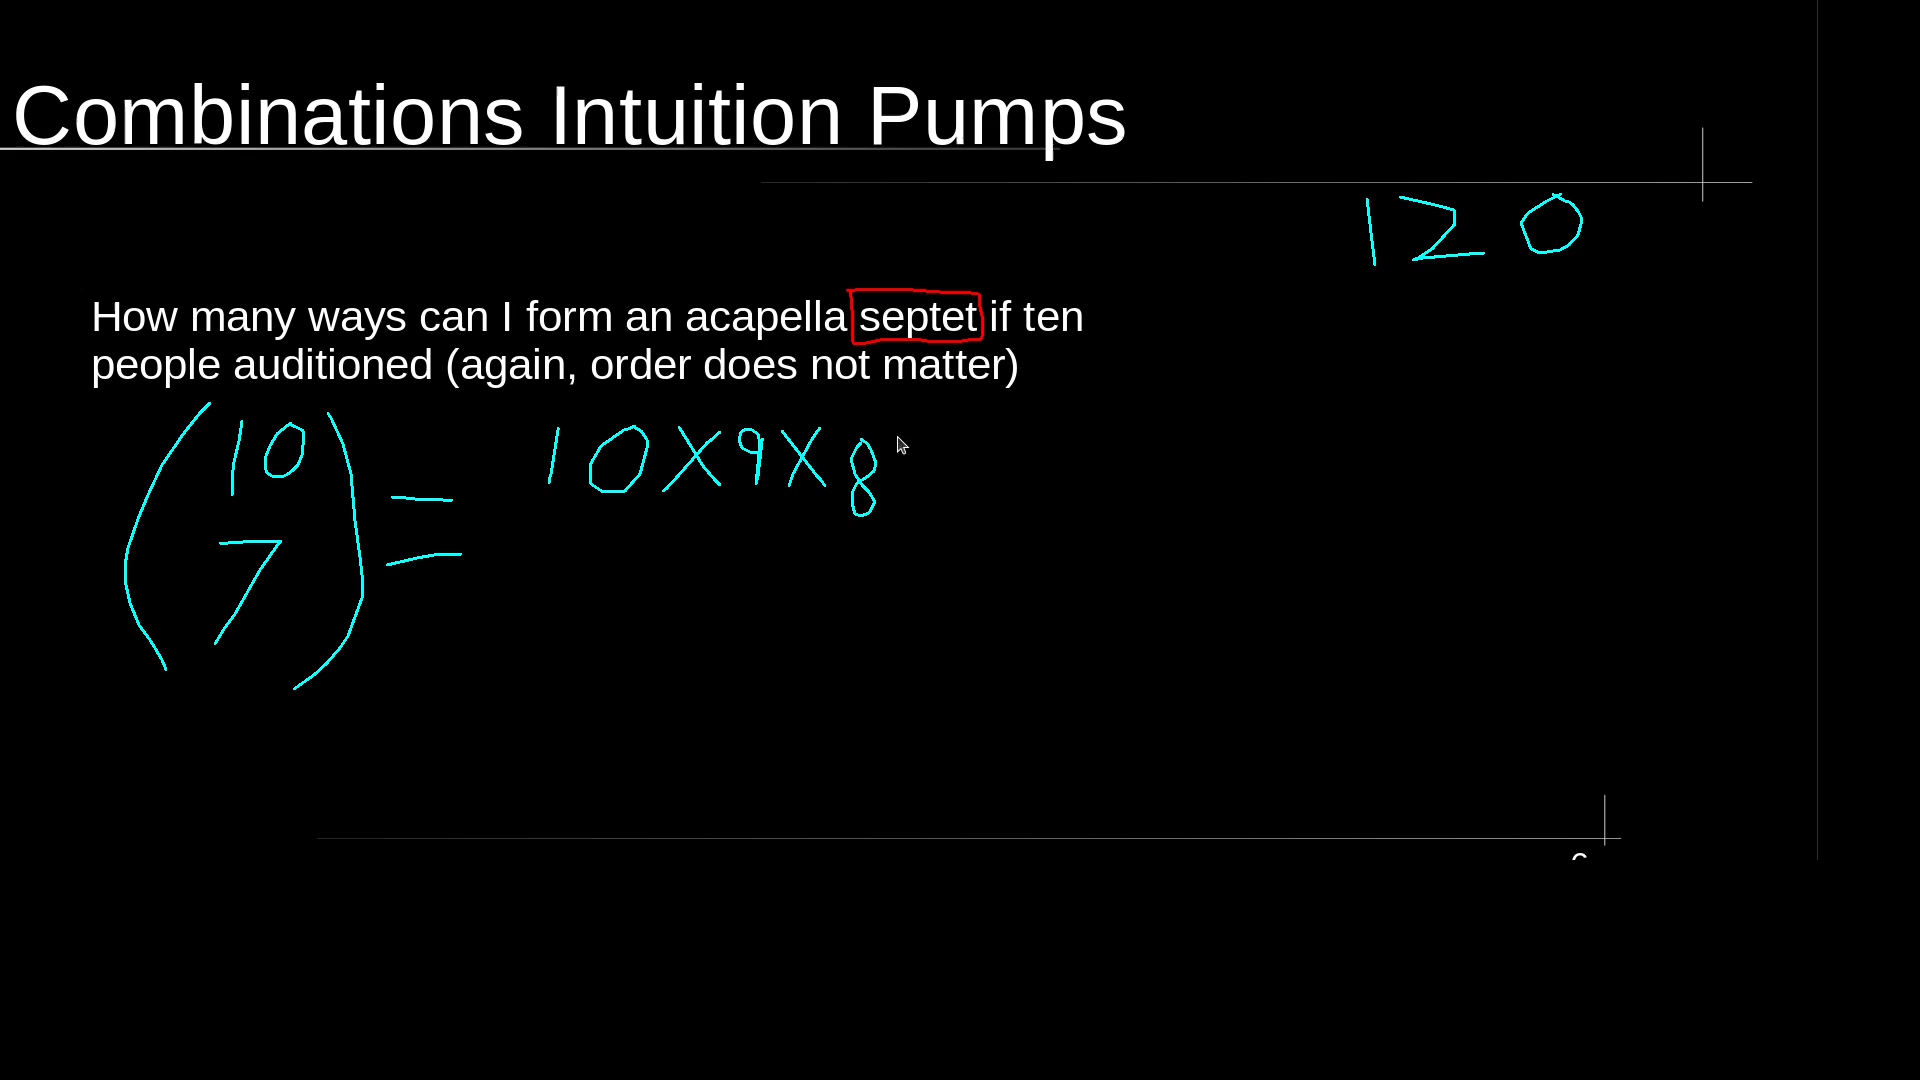 Combinations Intuition Pumps
120
How many ways can I form an acapella septet if ten
people auditioned (again, order does not matter)
(10
7) = 10X9X8